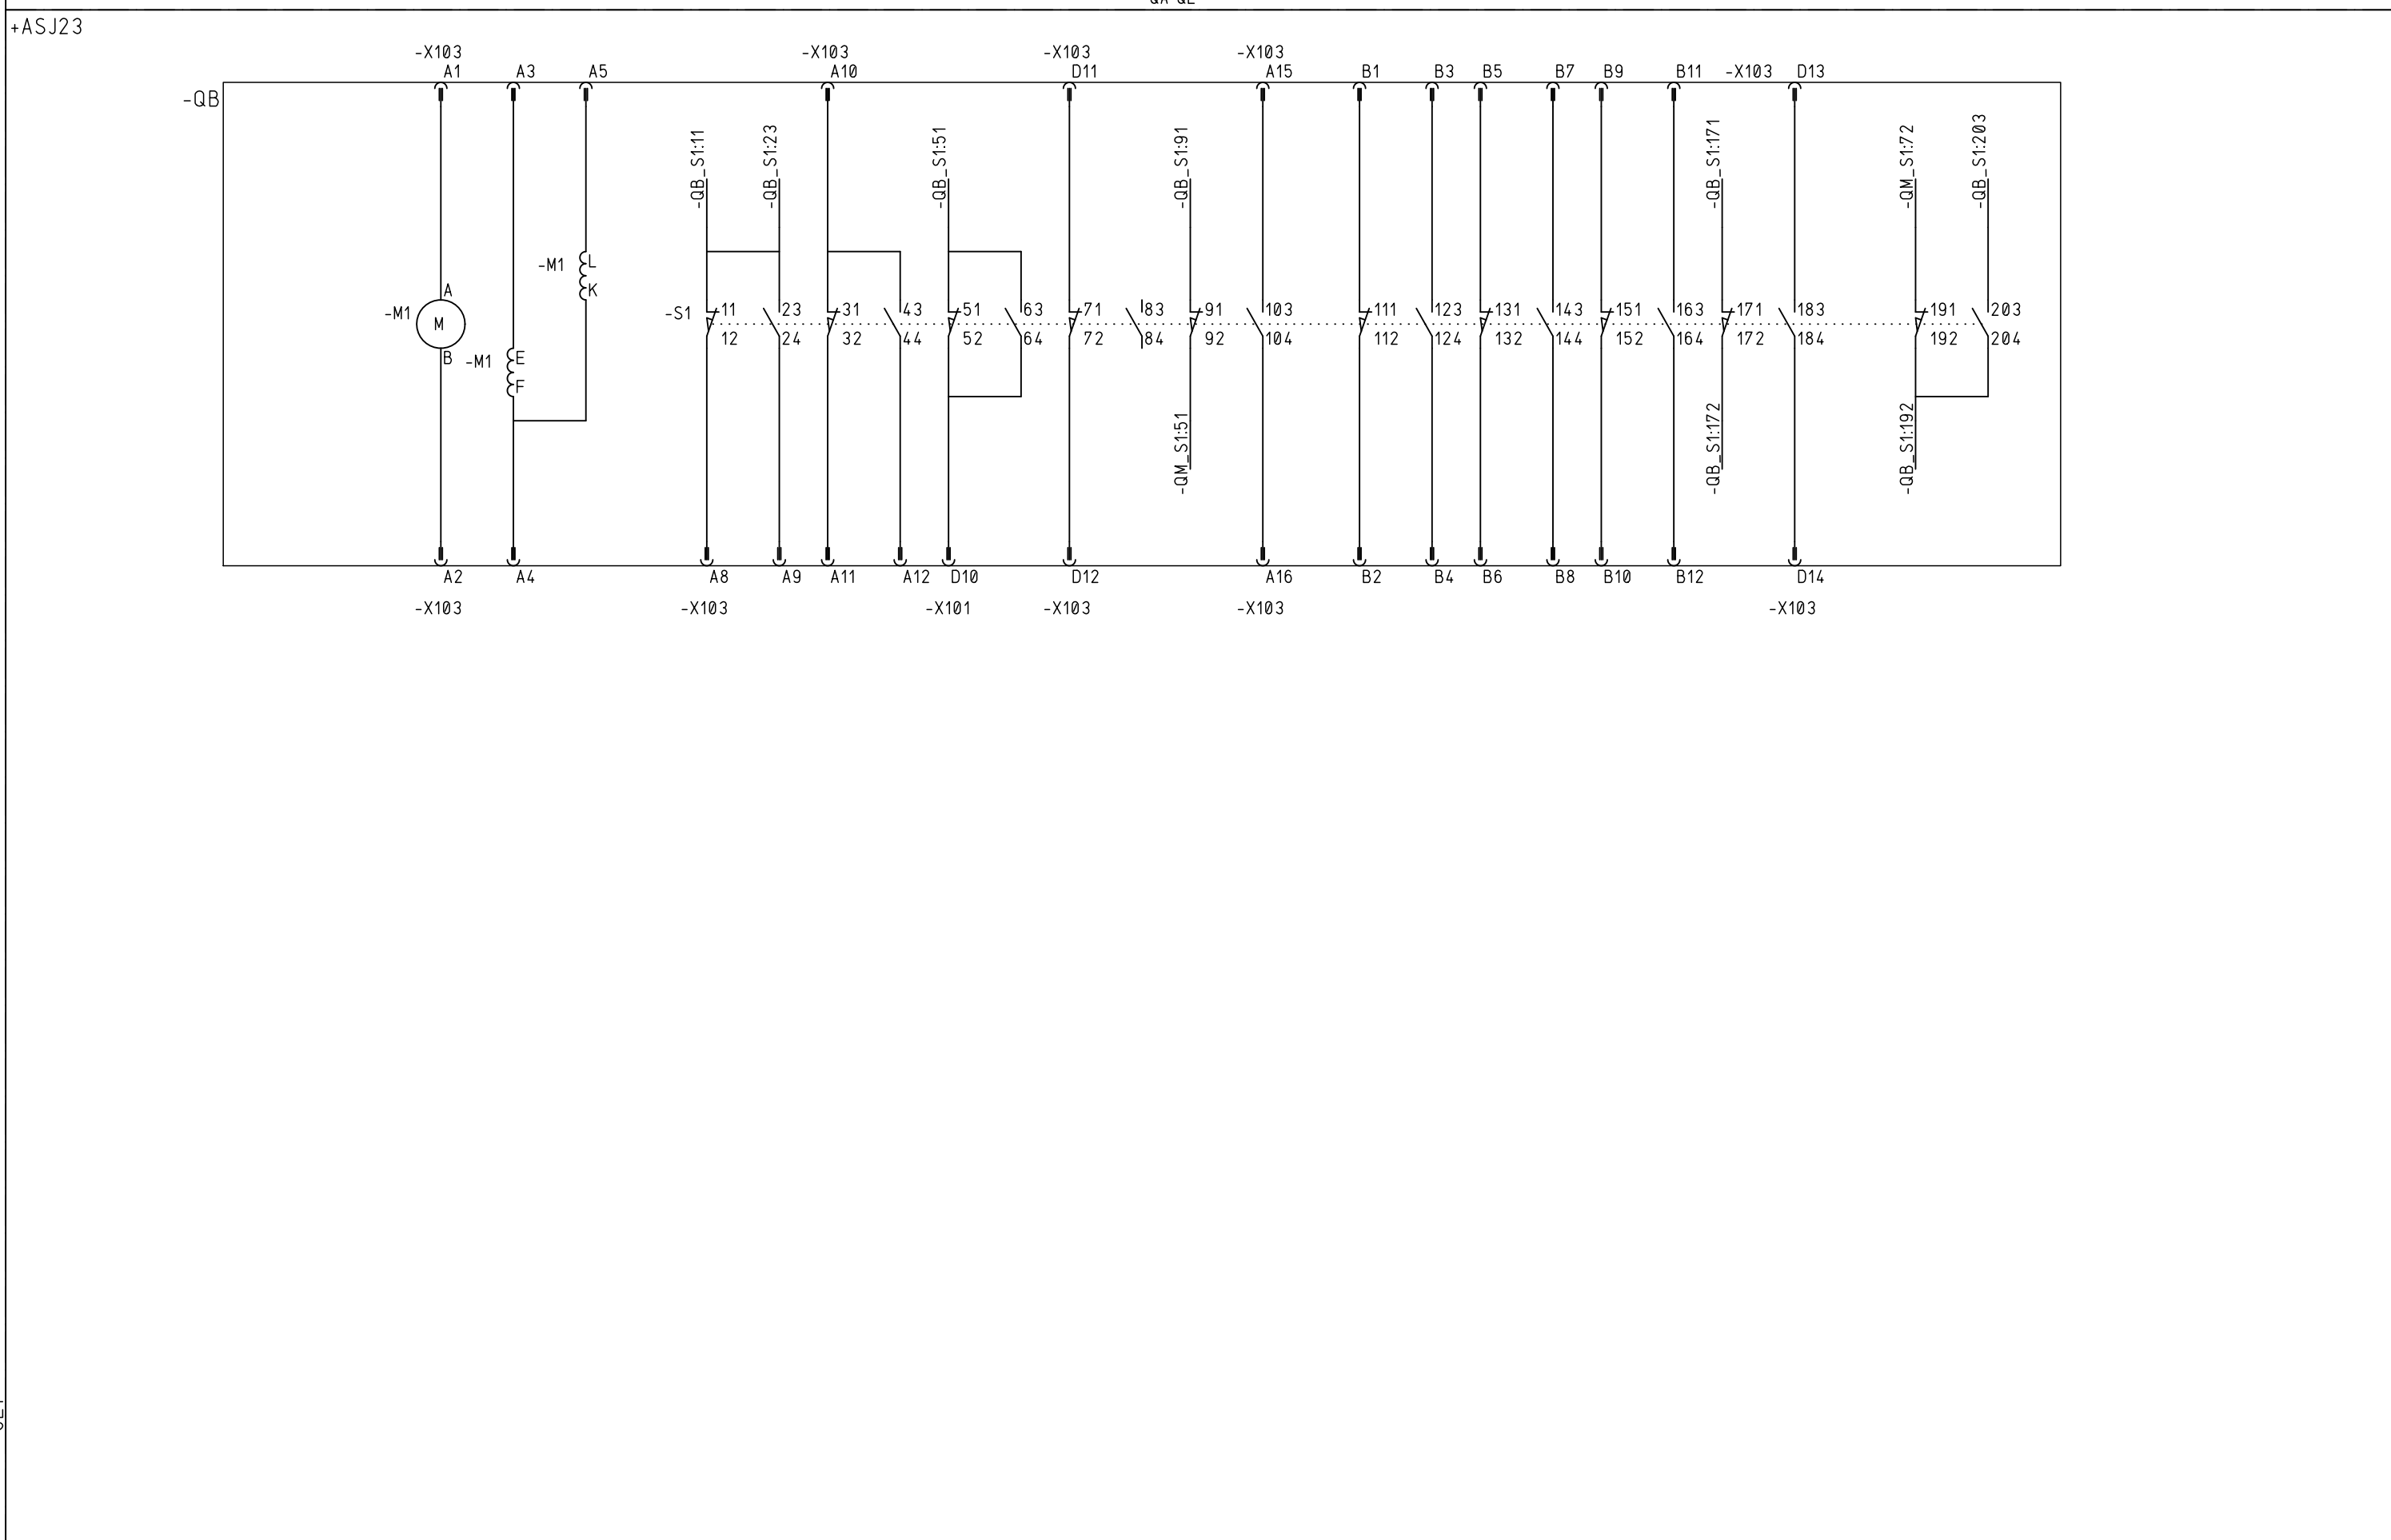 +ASJ23
-X103 -X103 -X103 -X103
A1 A3 A5 A10 D11 A15 B1 B3 B5 B7 B9 B11 -X103 D13
-QB
-QB_S1:11 -QB_S1:23 -QB_S1:51 -QB_S1:91 -QB_S1:171 -QM_S1:72 -QB_S1:203
-M1 L
A K
-M1 M -S1 11 23 31 43 51 63 71 83 91 103 111 123 131 143 151 163 171 183 191 203
12 24 32 44 52 64 72 84 92 104 112 124 132 144 152 164 172 184 192 204
B -M1 E
F
-QM_S1:51 -QB_S1:172 -QB_S1:192
A2 A4 A8 A9 A11 A12 D10 D12 A16 B2 B4 B6 B8 B10 B12 D14
-X103 -X103 -X101 -X103 -X103 -X103